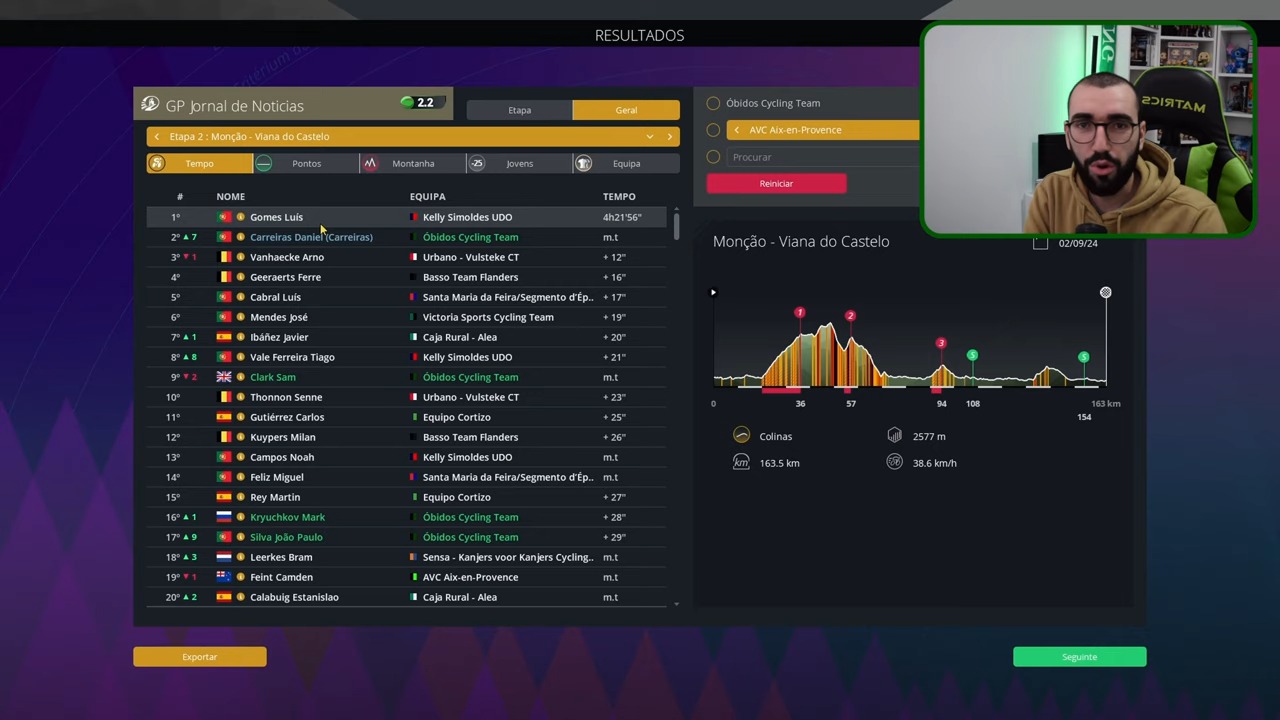 RESULTADOS
GP Jornal de Noticias 2.2 Etapa Geral
Etapa 2 : Monção - Viana do Castelo
Tempo Pontos Montanha -25 Jovens Equipa
# NOME EQUIPA TEMPO
1º Gomes Luís Kelly Simoldes UDO 4h21'56"
2º 7 Carreiras Daniel (Carreiras) Óbidos Cycling Team m.t
3º 1 Vanhaecke Arno Urbano - Vulsteke CT + 12"
4º Geeraerts Ferre Basso Team Flanders + 16"
5º Cabral Luís Santa Maria da Feira/Segmento d'Ép.. + 17"
6º Mendes José Victoria Sports Cycling Team + 19"
7º 1 Ibáñez Javier Caja Rural - Alea + 20"
8º 8 Vale Ferreira Tiago Kelly Simoldes UDO + 21"
9º 2 Clark Sam Óbidos Cycling Team m.t
10º Thonnon Senne Urbano - Vulsteke CT + 23"
11º Gutiérrez Carlos Equipo Cortizo + 25"
12º Kuypers Milan Basso Team Flanders + 26"
13º Campos Noah Kelly Simoldes UDO m.t
14º Feliz Miguel Santa Maria da Feira/Segmento d'Ép.. m.t
15º Rey Martin Equipo Cortizo + 27"
16º 1 Kryuchkov Mark Óbidos Cycling Team + 28"
17º 9 Silva João Paulo Óbidos Cycling Team + 29"
18º 3 Leerkes Bram Sensa - Kanjers voor Kanjers Cycling.. m.t
19º 1 Feint Camden AVC Aix-en-Provence m.t
20º 2 Calabuig Estanislao Caja Rural - Alea m.t
Exportar
Óbidos Cycling Team
AVC Aix-en-Provence
Procurar
Reiniciar
MATRICS
Monção - Viana do Castelo 02/09/24
1 2 3 S S
0 36 57 94 108 163 km
154
Colinas 2577 m
km 163.5 km 38.6 km/h
Seguinte